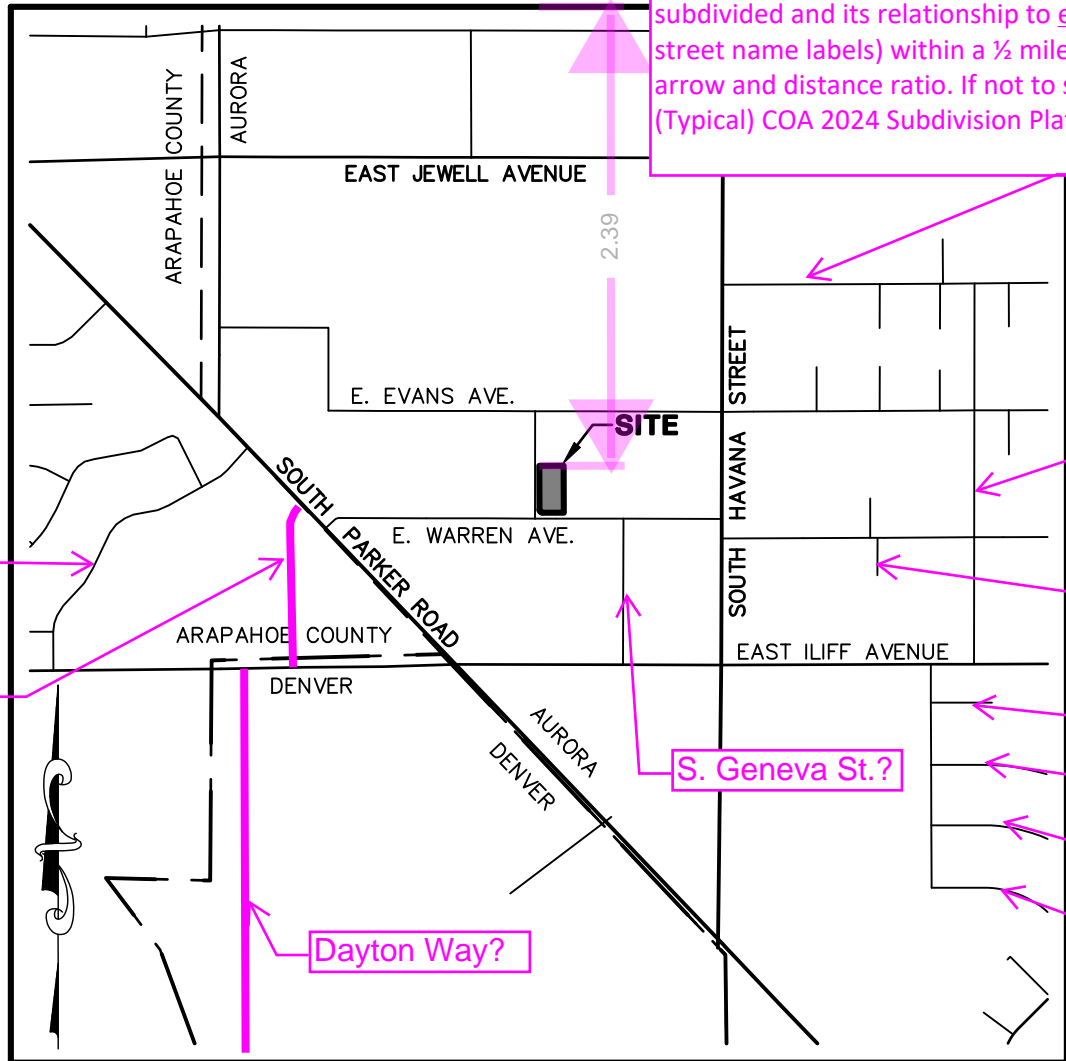 subdivided and its relationship to
street name labels) within a ½ mile
arrow and distance ratio. If not to
(Typical) COA 2024 Subdivision
ARAPAHOE COUNTY
AURORA
EAST JEWELL AVENUE
2.39
SOUTH HAVANA STREET
E. EVANS AVE.
SITE
SOUTH PARKER ROAD
E. WARREN AVE.
ARAPAHOE COUNTY
DENVER
EAST ILIFF AVENUE
AURORA
DENVER
S. Geneva St.?
Dayton Way?